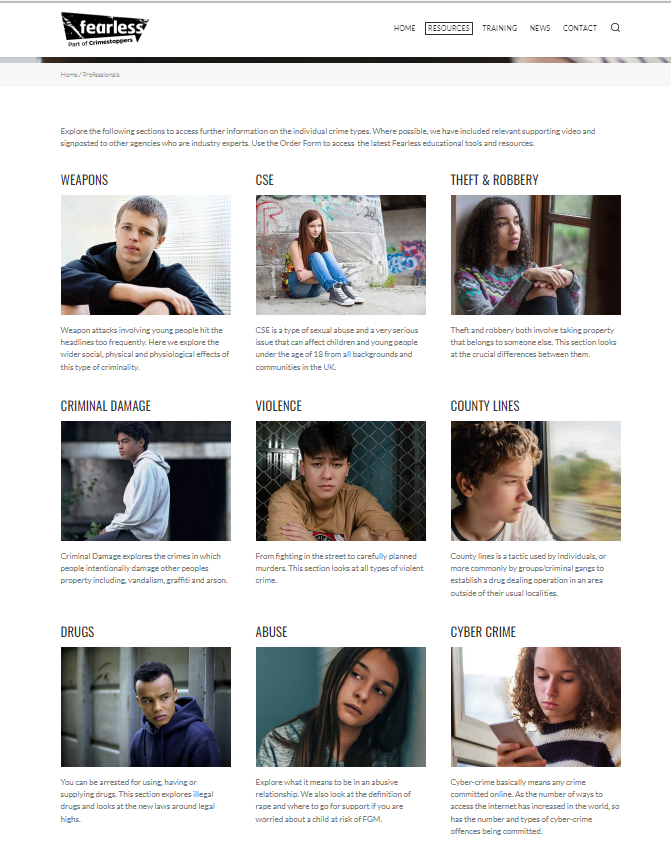 fearless
Part of Crimestoppers
HOME RESOURCES TRAINING NEWS CONTACT
Home / Professionals
Explore the following sections to access further information on the individual crime types. Where possible, we have included relevant supporting video and
signposted to other agencies who are industry experts. Use the Order Form to access the latest Fearless educational tools and resources.
WEAPONS
Weapon attacks involving young people hit the
headlines too frequently. Here we explore the
wider social, physical and physiological effects of
this type of criminality.
CSE
CSE is a type of sexual abuse and a very serious
issue that can affect children and young people
under the age of 18 from all backgrounds and
communities in the UK.
THEFT & ROBBERY
Theft and robbery both involve taking property
that belongs to someone else. This section looks
at the crucial differences between them.
CRIMINAL DAMAGE
Criminal Damage explores the crimes in which
people intentionally damage other peoples
property including, vandalism, graffiti and arson.
VIOLENCE
From fighting in the street to carefully planned
murders. This section looks at all types of violent
crime.
COUNTY LINES
County lines is a tactic used by individuals, or
more commonly by groups/criminal gangs to
establish a drug dealing operation in an area
outside of their usual localities.
DRUGS
You can be arrested for using, having or
supplying drugs. This section explores illegal
drugs and looks at the new laws around legal
highs.
ABUSE
Explore what it means to be in an abusive
relationship. We also look at the definition of
rape and where to go for support if you are
worried about a child at risk of FGM.
CYBER CRIME
Cyber-crime basically means any crime
committed online. As the number of ways to
access the internet has increased in the world, so
has the number and types of cyber-crime
offences being committed.